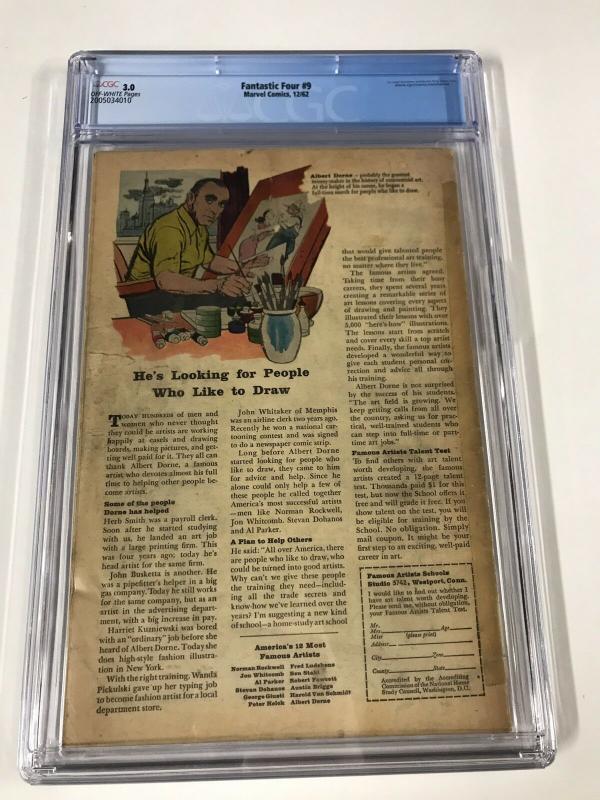 CGC 3.0
OFF-WHITE Pages
2005034010
Fantastic Four #9
Marvel Comics, 12/62
CGC
Albert Dorne – probably the greatest
money-maker in the history of commercial art.
At the height of his career, he began a
full-time search for people who like to draw.
He's Looking for People
Who Like to Draw
TODAY HUNDREDS of men and
women who never thought
they could be artists are working
happily at easels and drawing
boards, making pictures, and get-
ting well paid for it. They all can
thank Albert Dorne, a famous
artist who devotes almost his full
time to helping other people be-
come artists.
Some of the people
Dorne has helped
Herb Smith was a payroll clerk.
Soon after he started studying
with us, he landed an art job
with a large printing firm. This
was four years ago; today he's
head artist for the same firm.
John Busketta is another. He
was a pipefitter's helper in a big
gas company. Today he still works
for the same company, but as an
artist in the advertising depart-
ment, with a big increase in pay.
Harriet Kuzniewski was bored
with an "ordinary" job before she
heard of Albert Dorne. Today she
does high-fashion illustra-
tion in New York.
With the right training, Wanda
Pickulski gave up her typing job
to become fashion artist for a local
department store.
John Whitaker of Memphis
was an airline clerk two years ago.
Recently he won a national car-
tooning contest and was signed
to do a newspaper comic strip.
Long before Albert Dorne
started looking for people who
like to draw, they came to him
for advice and help. Since he
alone could only help a few of
these people he called together
America's most successful artists
—men like Norman Rockwell,
Jon Whitcomb, Stevan Dohanos
and Al Parker.
A Plan to Help Others
He said: "All over America, there
are people who like to draw, who
could be turned into good artists.
Why can't we give these people
the training they need—includ-
ing all the trade secrets and
know-how we've learned over the
years? I'm suggesting a new kind
of school—a home-study art school
America's 12 Most
Famous Artists
Norman Rockwell Fred Ludekens
Jon Whitcomb Ben Stahl
Al Parker Robert Fawcett
Stevan Dohanos Austin Briggs
George Giusti Harold Von Schmidt
Peter Helck Albert Dorne
that would give talented people
the best professional art training,
no matter where they live."
The famous artists agreed.
Taking time from their busy
careers, they spent several years
creating a remarkable series of
art lessons covering every aspect
of drawing and painting. They
illustrated their lessons with over
5,000 "here's-how" illustrations.
The lessons start from scratch
and cover every skill a top artist
needs. Finally, the famous artists
developed a wonderful way to
give each student personal cor-
rection and advice all through
his training.
Albert Dorne is not surprised
by the success of his students.
"The art field is growing. We
keep getting calls from all over
the country, asking us for prac-
tical, well-trained students who
can step into full-time or part-
time art jobs."
Famous Artists Talent Test
To find others with art talent
worth developing, the famous
artists created a 12-page talent
test. Thousands paid $1 for this
test, but now the School offers it
free and will grade it free. If you
show talent on the test, you will
be eligible for training by the
School. No obligation. Simply
mail coupon. It might be your
first step to an exciting, well-paid
career in art.
Famous Artists Schools
Studio 5742, Westport, Conn.
I would like to find out whether I
have art talent worth developing.
Please send me, without obligation,
your Famous Artists Talent Test.
Mr.
Mrs. Age
Miss (please print)
Address
City Zone
County State
Accredited by the Accrediting
Commission of the National Home
Study Council, Washington, D.C.